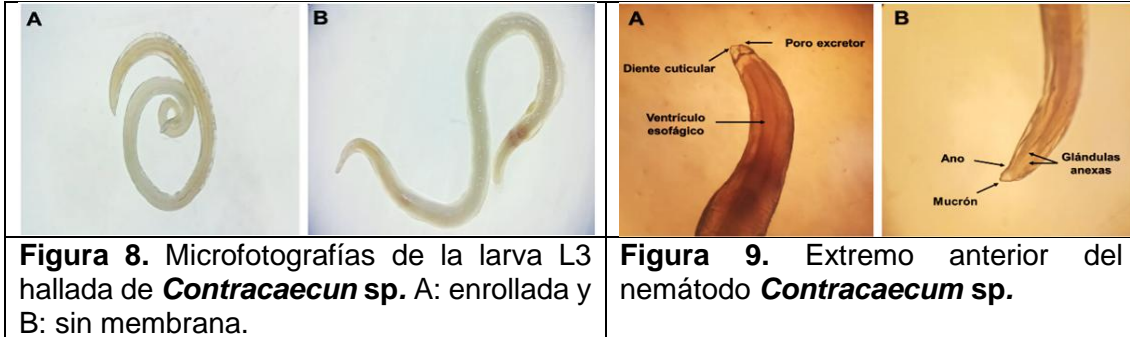 A
B
A
Poro excretor
Diente cuticular
Ventrículo
esofágico
B
Ano
Glándulas
anexas
Mucrón
Figura 8. Microfotografías de la larva L3
hallada de Contracaecun sp. A: enrollada y
B: sin membrana.
Figura 9. Extremo anterior del
nemátodo Contracaecum sp.